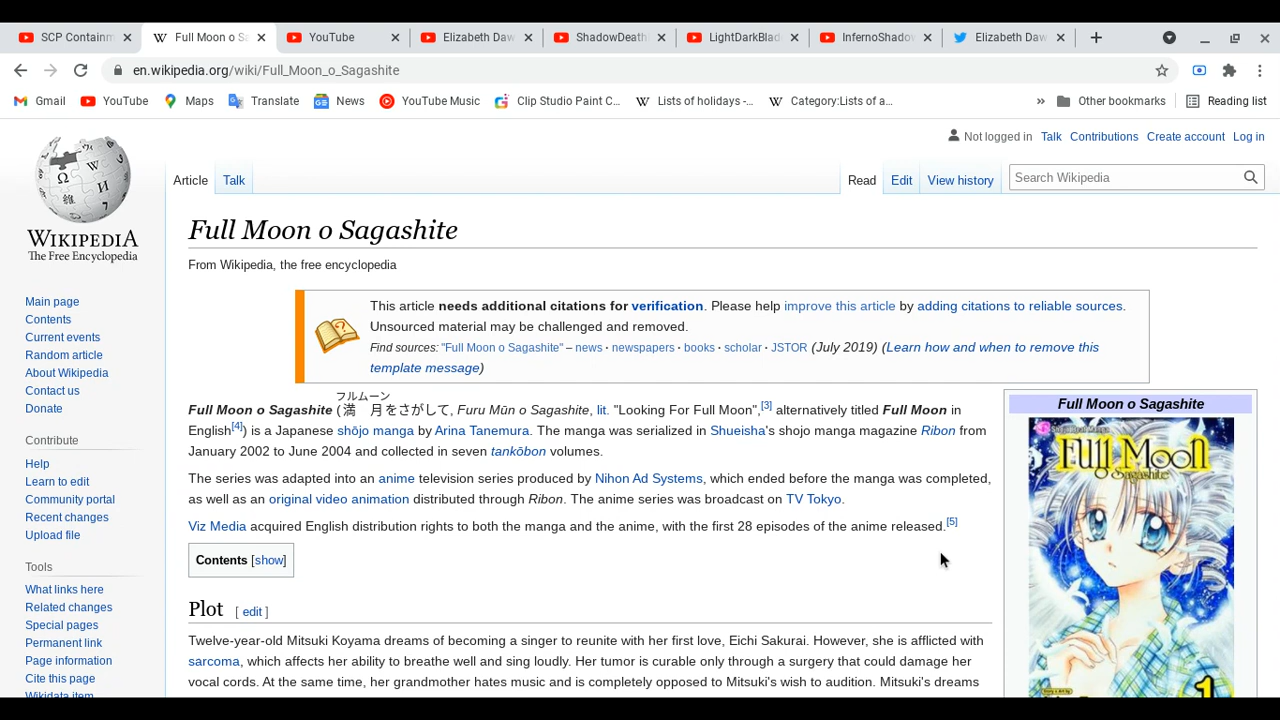 SCP Containm
Full Moon o Sa
YouTube
Elizabeth Daw
ShadowDeath
LightDarkBlad
InfernoShadow
Elizabeth Daw
en.wikipedia.org/wiki/Full_Moon_o_Sagashite
Gmail
YouTube
Maps
Translate
News
YouTube Music
Clip Studio Paint C...
Lists of holidays -...
Category:Lists of a...
» Other bookmarks
Reading list
Not logged in Talk Contributions Create account Log in
Article Talk
Read Edit View history
Search Wikipedia
WIKIPEDIA
The Free Encyclopedia
Main page
Contents
Current events
Random article
About Wikipedia
Contact us
Donate
Contribute
Help
Learn to edit
Community portal
Recent changes
Upload file
Tools
What links here
Related changes
Special pages
Permanent link
Page information
Cite this page
Wikidata item
Full Moon o Sagashite
From Wikipedia, the free encyclopedia
This article needs additional citations for verification. Please help improve this article by adding citations to reliable sources.
Unsourced material may be challenged and removed.
Find sources: "Full Moon o Sagashite" – news · newspapers · books · scholar · JSTOR (July 2019) (Learn how and when to remove this
template message)
フルムーン
Full Moon o Sagashite (満 月をさがして, Furu Mūn o Sagashite, lit. "Looking For Full Moon",[3] alternatively titled Full Moon in
English[4]) is a Japanese shōjo manga by Arina Tanemura. The manga was serialized in Shueisha's shojo manga magazine Ribon from
January 2002 to June 2004 and collected in seven tankōbon volumes.
The series was adapted into an anime television series produced by Nihon Ad Systems, which ended before the manga was completed,
as well as an original video animation distributed through Ribon. The anime series was broadcast on TV Tokyo.
Viz Media acquired English distribution rights to both the manga and the anime, with the first 28 episodes of the anime released.[5]
Contents [show]
Plot [ edit ]
Twelve-year-old Mitsuki Koyama dreams of becoming a singer to reunite with her first love, Eichi Sakurai. However, she is afflicted with
sarcoma, which affects her ability to breathe well and sing loudly. Her tumor is curable only through a surgery that could damage her
vocal cords. At the same time, her grandmother hates music and is completely opposed to Mitsuki's wish to audition. Mitsuki's dreams
Full Moon o Sagashite
Shojo Beat Manga
Full Moon
Sagashite
1